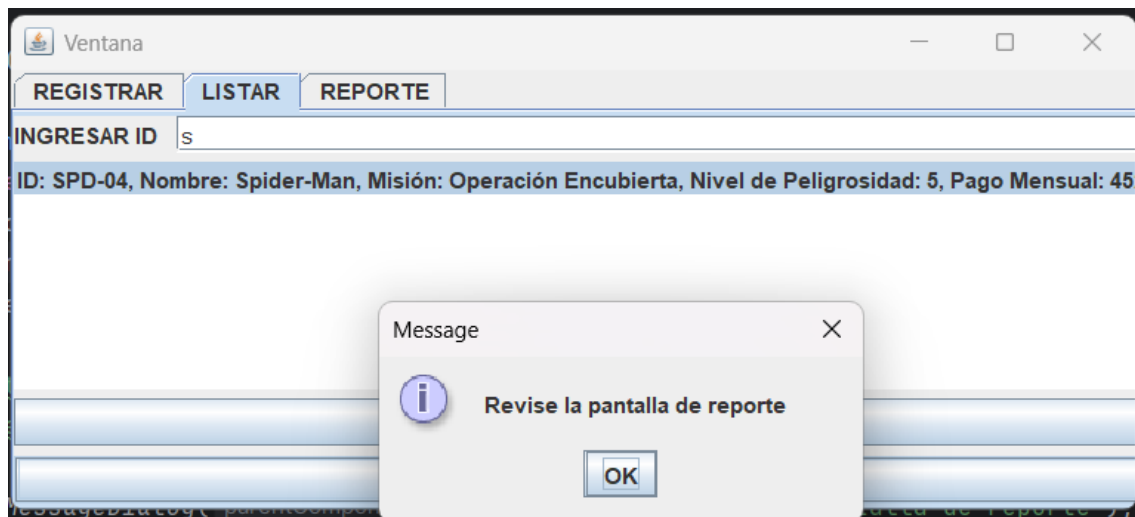 Ventana
REGISTRAR LISTAR REPORTE
INGRESAR ID s
ID: SPD-04, Nombre: Spider-Man, Misión: Operación Encubierta, Nivel de Peligrosidad: 5, Pago Mensual: 45
Message
Revise la pantalla de reporte
OK